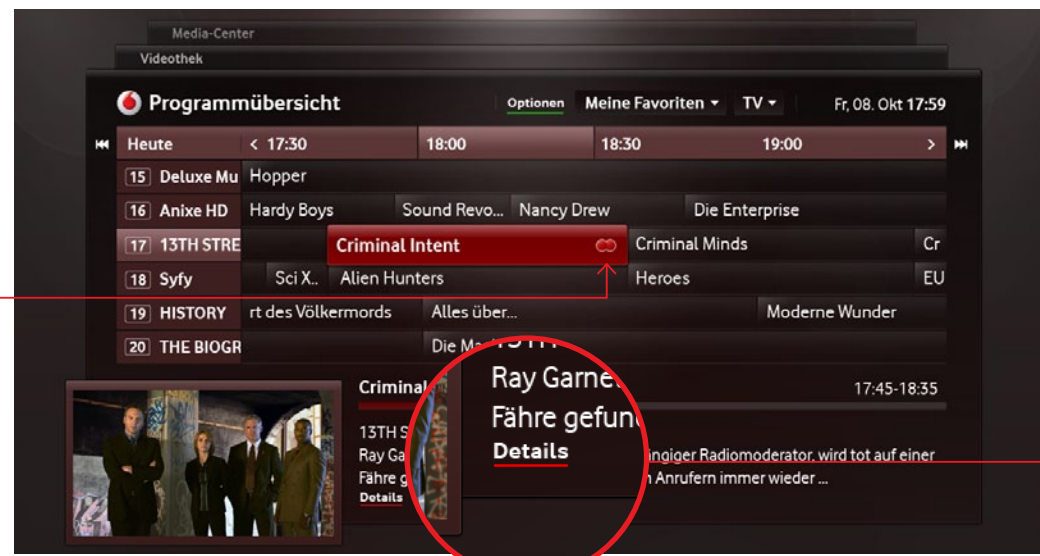 Media-Center
Videothek
Programmübersicht Optionen Meine Favoriten TV Fr, 08. Okt 17:59
Heute < 17:30 18:00 18:30 19:00 >
15 Deluxe Mu Hopper
16 Anixe HD Hardy Boys Sound Revo... Nancy Drew Die Enterprise
17 13TH STRE Criminal Intent Criminal Minds Cr
18 Syfy Sci X.. Alien Hunters Heroes EU
19 HISTORY rt des Völkermords Alles über... Moderne Wunder
20 THE BIOGR Die
Criminal 17:45-18:35
13TH S
Ray Ga
Fähre g
Details
13TH
Ray Garne
Fähre gefun
Details
ängiger Radiomoderator, wird tot auf einer
n Anrufern immer wieder ...